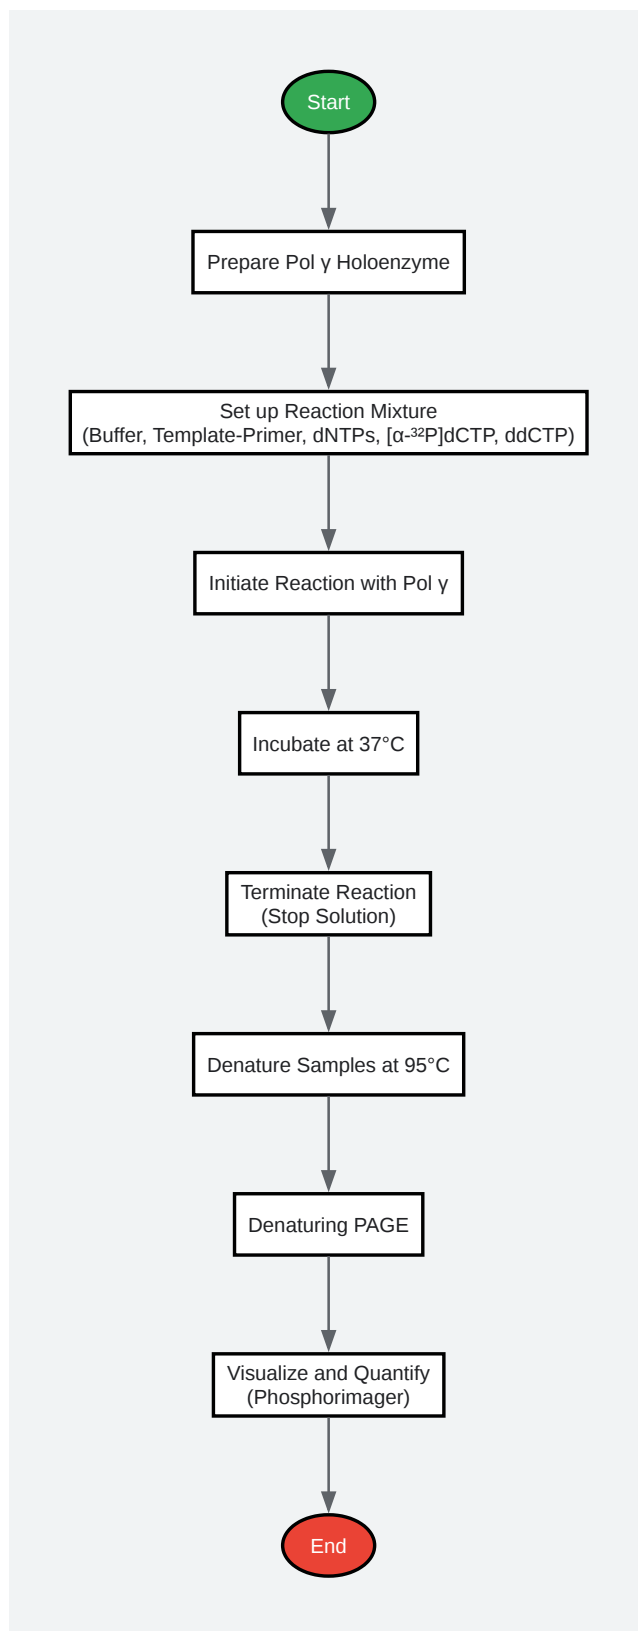 Start
Prepare Pol γ Holoenzyme
Set up Reaction Mixture
(Buffer, Template-Primer, dNTPs, [α-³²P]dCTP, ddCTP)
Initiate Reaction with Pol γ
Incubate at 37°C
Terminate Reaction
(Stop Solution)
Denature Samples at 95°C
Denaturing PAGE
Visualize and Quantify
(Phosphorimager)
End